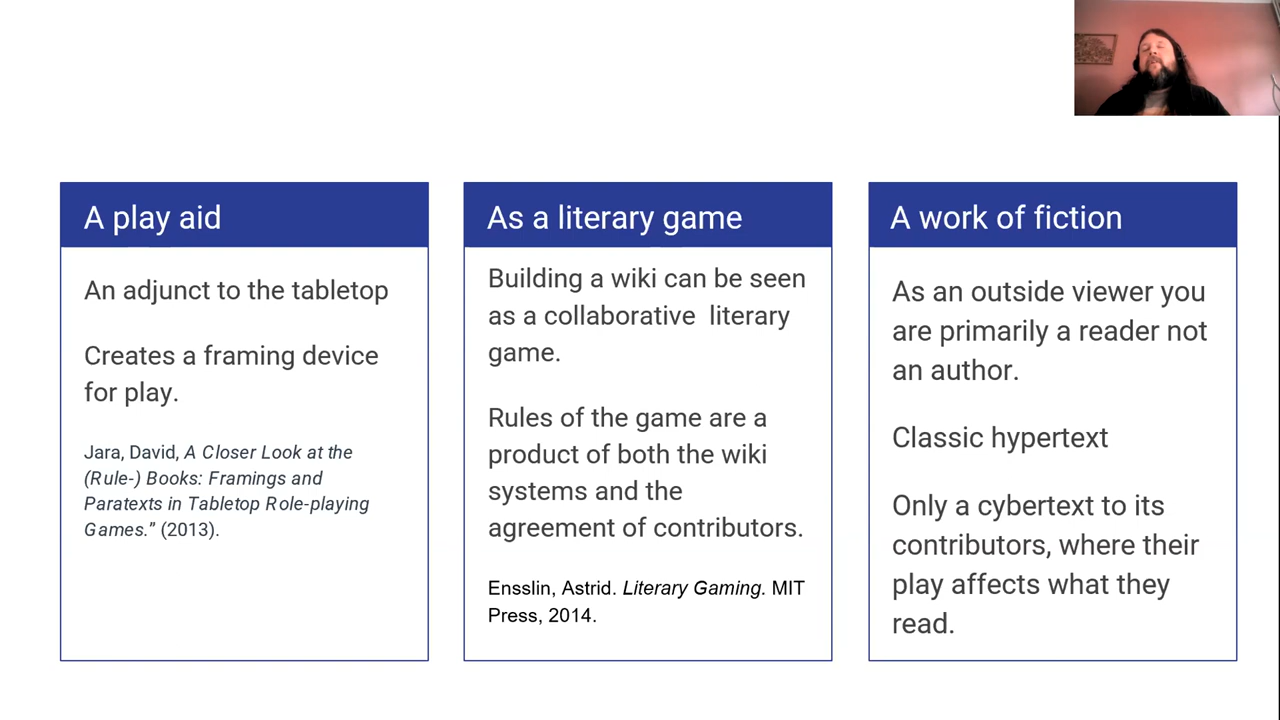 A play aid
An adjunct to the tabletop
Creates a framing device
for play.
Jara, David, A Closer Look at the
(Rule-) Books: Framings and
Paratexts in Tabletop Role-playing
Games.” (2013).
As a literary game
Building a wiki can be seen
as a collaborative  literary
game.
Rules of the game are a
product of both the wiki
systems and the
agreement of contributors.
Ensslin, Astrid. Literary Gaming. MIT
Press, 2014.
A work of fiction
As an outside viewer you
are primarily a reader not
an author.
Classic hypertext
Only a cybertext to its
contributors, where their
play affects what they
read.